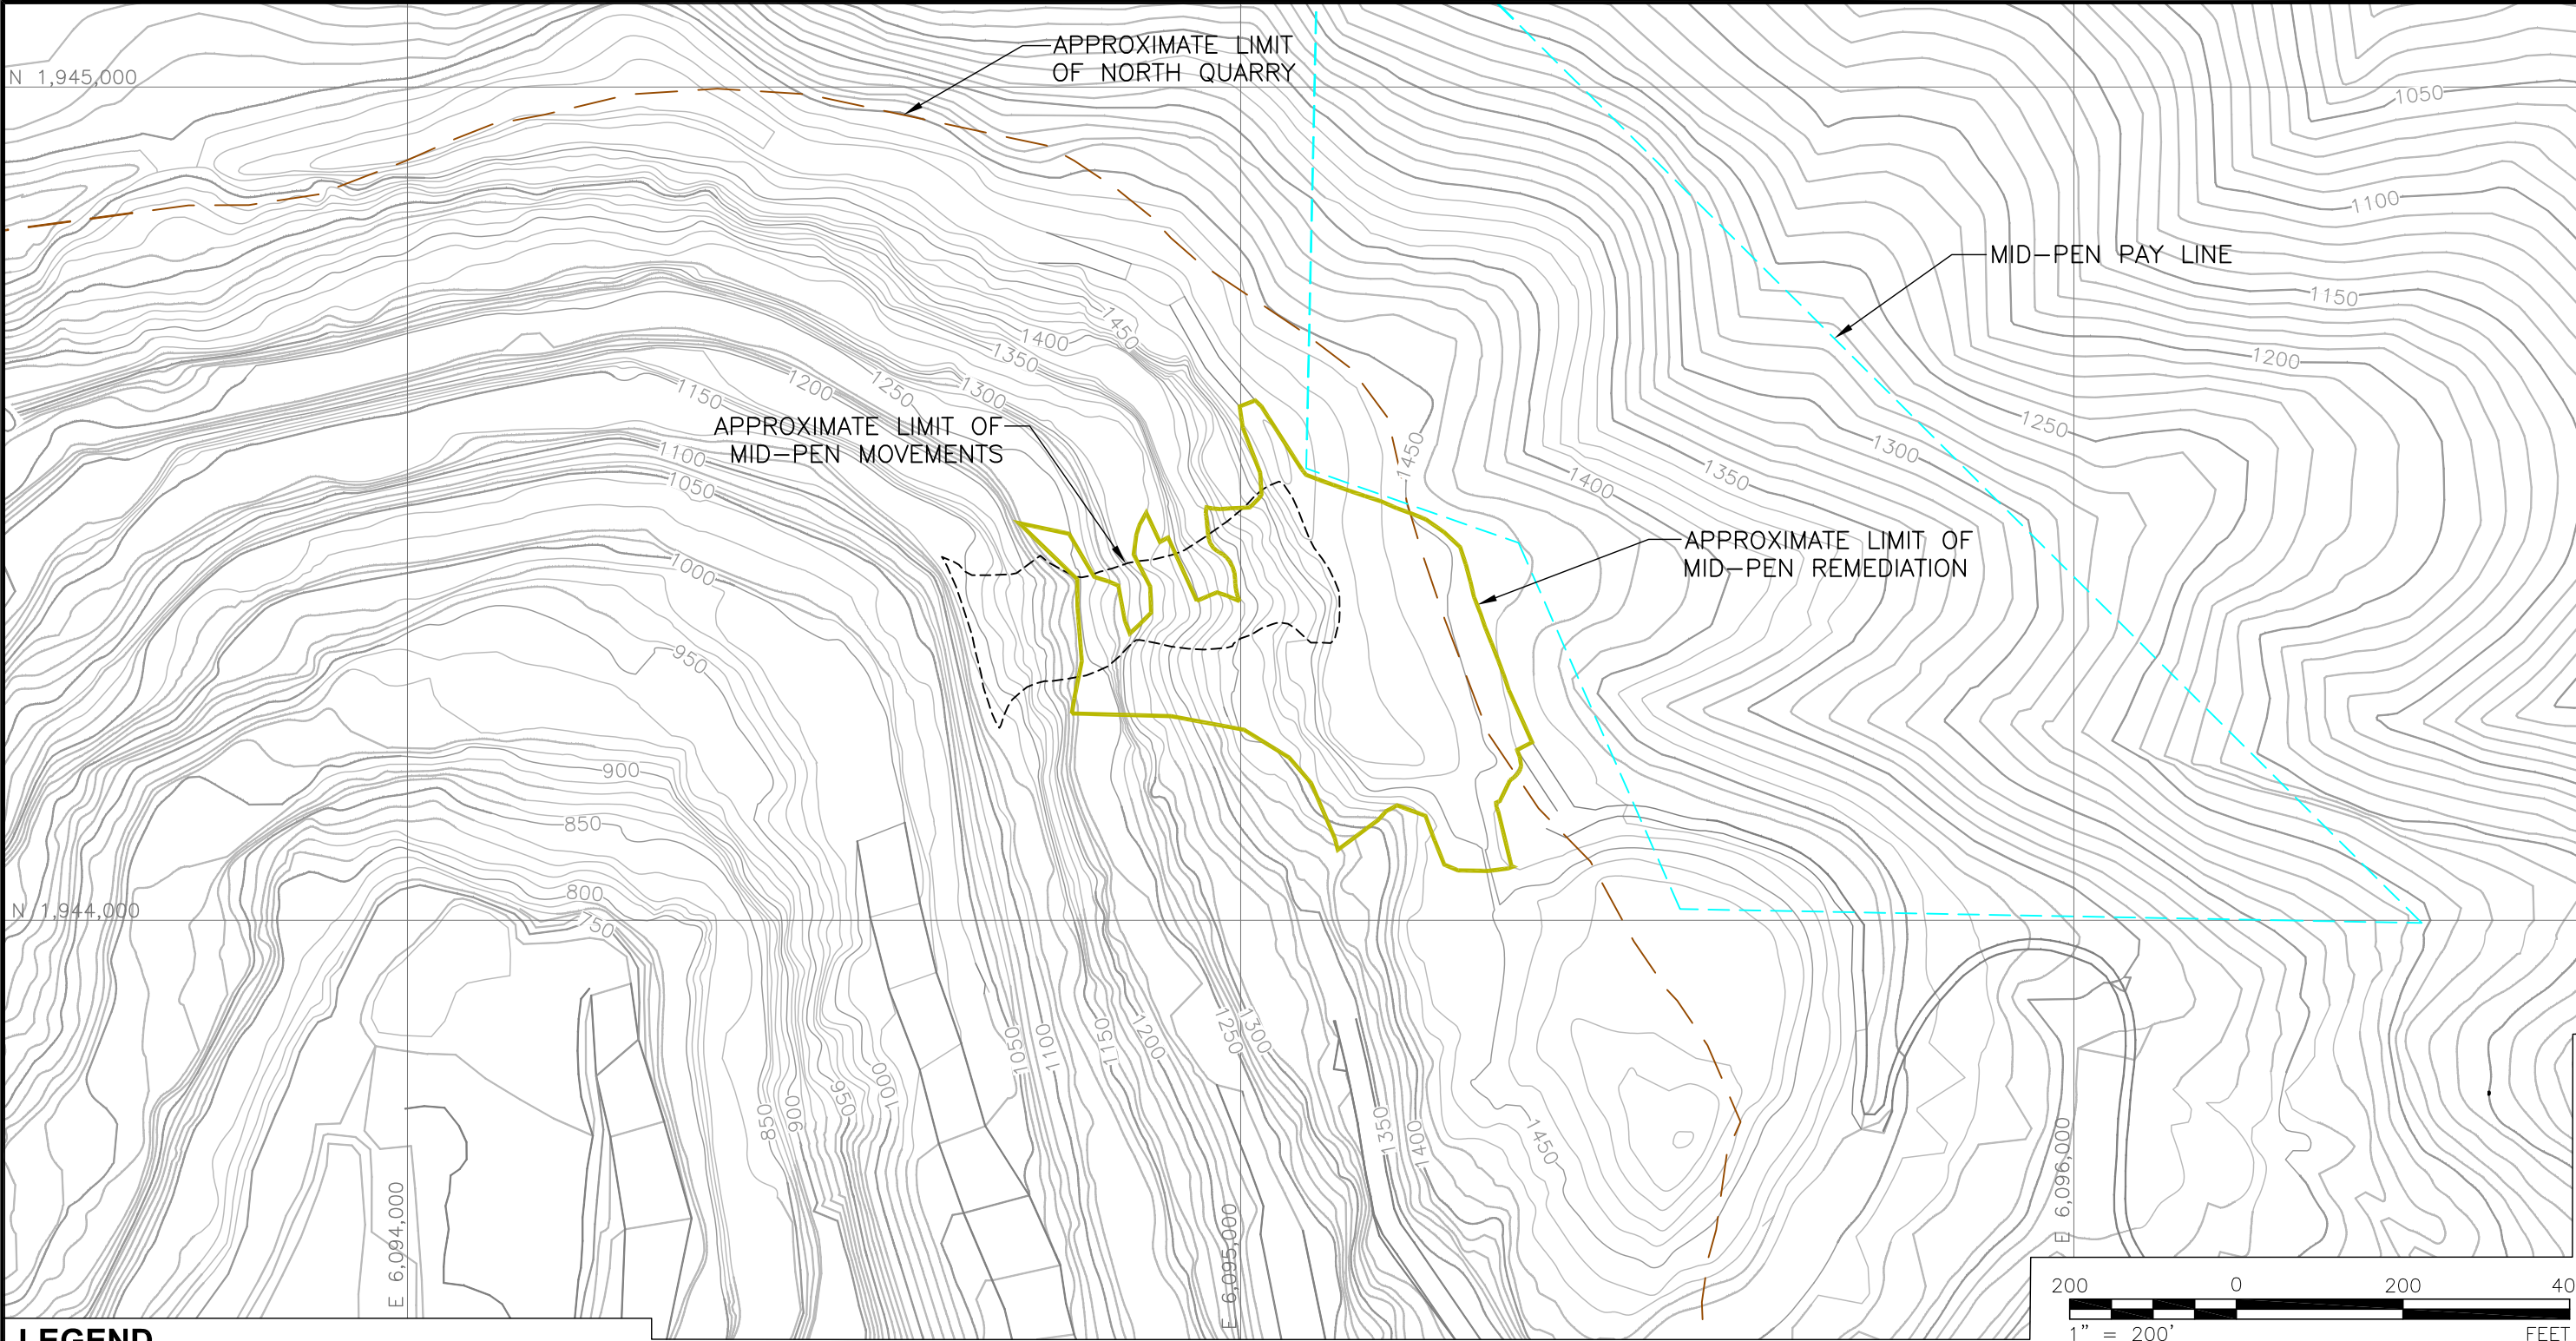 APPROXIMATE LIMIT
OF NORTH QUARRY
N 1,945,000
1050
1100
MID-PEN PAY LINE
1150
1450
1400
1350
1200
1300
1250
1200
1150
APPROXIMATE LIMIT OF
MID-PEN MOVEMENTS
1250
1300
1450
1350
1400
1100
1050
APPROXIMATE LIMIT OF
MID-PEN REMEDIATION
1000
950
900
850
800
N 1,944,000
750
1050
1100
1150
1200
1250
1300
1000
950
900
850
1350
1400
1450
E 6,094,000
E 6,095,000
E 6,096,000
200 0 200 40
1" = 200' FEET
LEGEND